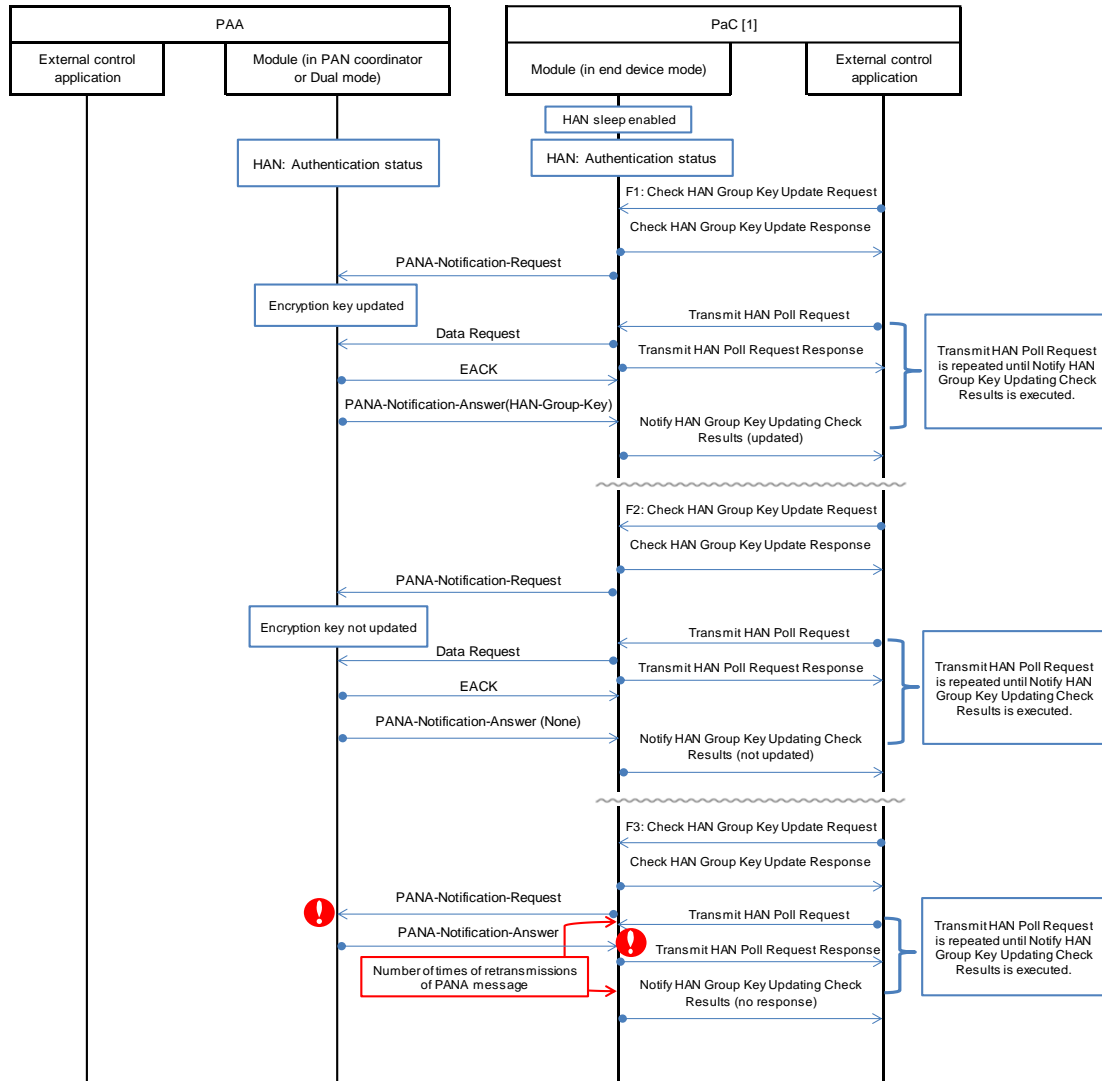 PAA
PaC [1]
External control
application
Module (in PAN coordinator
or Dual mode)
Module (in end device mode)
External control
application
HAN sleep enabled
HAN: Authentication status
HAN: Authentication status
F1: Check HAN Group Key Update Request
Check HAN Group Key Update Response
PANA-Notification-Request
Encryption key updated
Transmit HAN Poll Request
Data Request
Transmit HAN Poll Request Response
EACK
PANA-Notification-Answer(HAN-Group-Key)
Notify HAN Group Key Updating Check
Results (updated)
Transmit HAN Poll Request
is repeated until Notify HAN
Group Key Updating Check
Results is executed.
F2: Check HAN Group Key Update Request
Check HAN Group Key Update Response
PANA-Notification-Request
Encryption key not updated
Transmit HAN Poll Request
Data Request
Transmit HAN Poll Request Response
EACK
PANA-Notification-Answer (None)
Notify HAN Group Key Updating Check
Results (not updated)
Transmit HAN Poll Request
is repeated until Notify HAN
Group Key Updating Check
Results is executed.
F3: Check HAN Group Key Update Request
Check HAN Group Key Update Response
PANA-Notification-Request
Transmit HAN Poll Request
PANA-Notification-Answer
Transmit HAN Poll Request Response
Number of times of retransmissions
of PANA message
Notify HAN Group Key Updating Check
Results (no response)
Transmit HAN Poll Request
is repeated until Notify HAN
Group Key Updating Check
Results is executed.